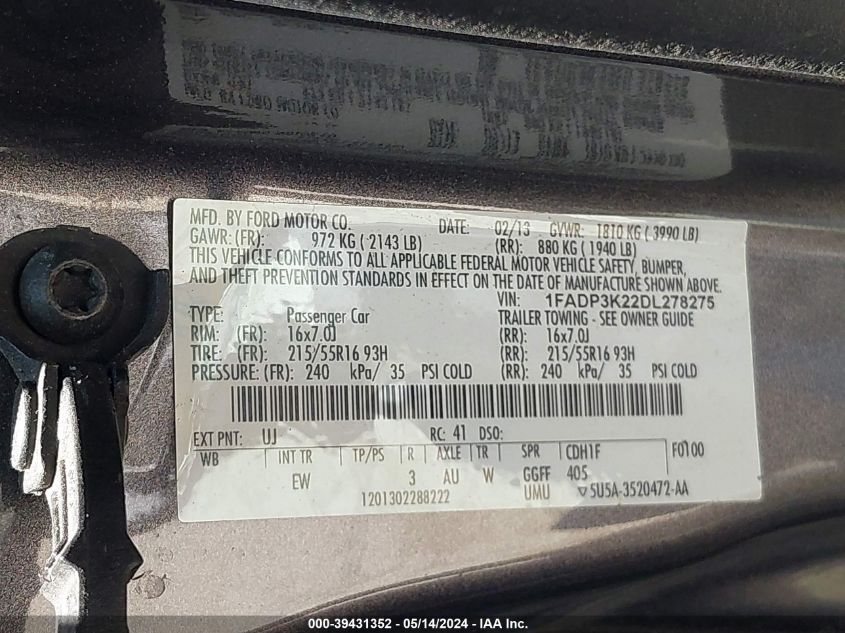 MFD. BY FORD MOTOR CO. DATE: 02/13 GVWR: 1810 KG ( 3990 LB)
GAWR: (FR): 972 KG ( 2143 LB) (RR): 880 KG ( 1940 LB)
THIS VEHICLE CONFORMS TO ALL APPLICABLE FEDERAL MOTOR VEHICLE SAFETY, BUMPER,
AND THEFT PREVENTION STANDARDS IN EFFECT ON THE DATE OF MANUFACTURE SHOWN ABOVE.
VIN: 1FADP3K22DL278275
TYPE: Passenger Car TRAILER TOWING - SEE OWNER GUIDE
RIM: (FR): 16x7.0J (RR): 16x7.0J
TIRE: (FR): 215/55R16 93H (RR): 215/55R16 93H
PRESSURE: (FR): 240 kPa/ 35 PSI COLD (RR): 240 kPa/ 35 PSI COLD
EXT PNT: UJ RC: 41 DSO: F0100
WB INT TR TP/PS R AXLE TR SPR CDH1F
EW 3 AU W GGFF 405
1201302288222 UMU ▽ 5U5A-3520472-AA
000-39431352 - 05/14/2024 - IAA Inc.